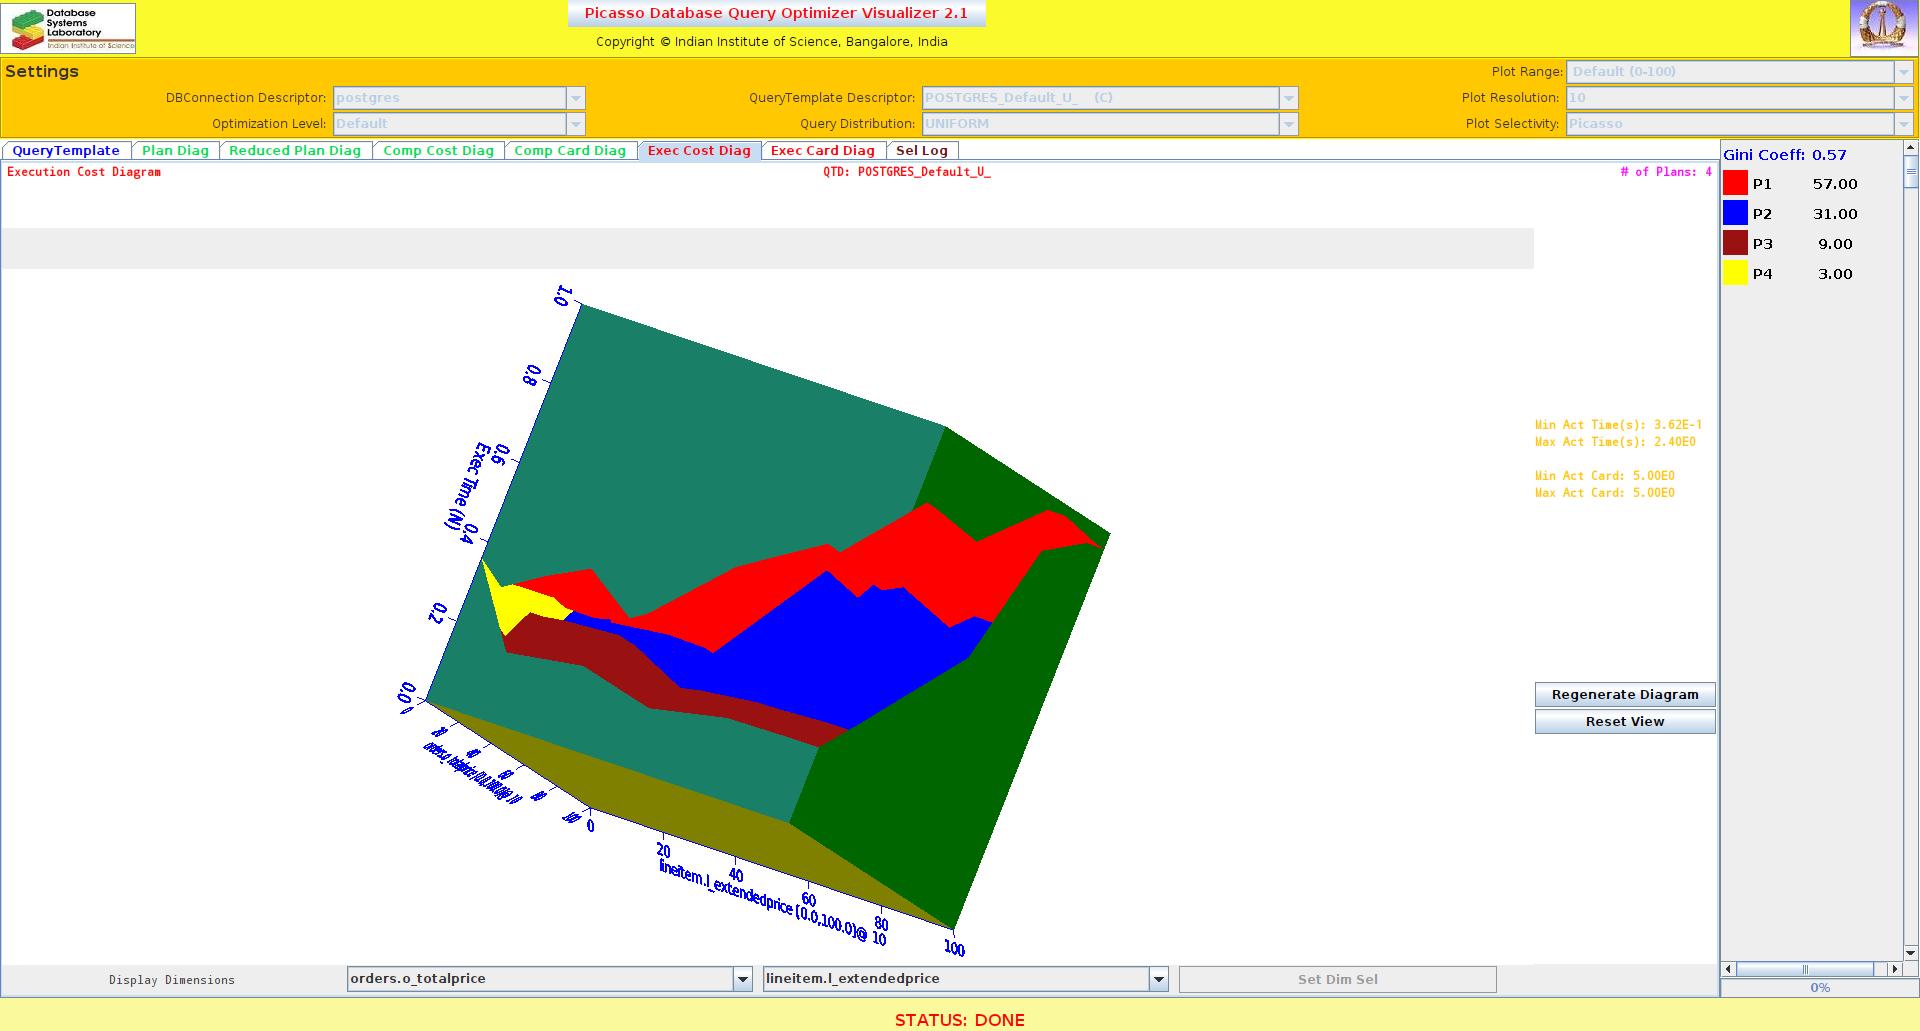 Database
Systems
Laboratory
Indian Institute of Science
Picasso Database Query Optimizer Visualizer 2.1
Copyright © Indian Institute of Science, Bangalore, India
Settings
Plot Range: Default (0-100)
DBConnection Descriptor: postgres
QueryTemplate Descriptor: POSTGRES_Default_U_ (C)
Plot Resolution: 10
Optimization Level: Default
Query Distribution: UNIFORM
Plot Selectivity: Picasso
QueryTemplate
Plan Diag
Reduced Plan Diag
Comp Cost Diag
Comp Card Diag
Exec Cost Diag
Exec Card Diag
Sel Log
Execution Cost Diagram
QTD: POSTGRES_Default_U_
# of Plans: 4
Gini Coeff: 0.57
P1 57.00
P2 31.00
P3 9.00
P4 3.00
1.0
0.8
0.6
Exec Time (N)
0.4
0.2
0.0
0
20
40
60
80
100
lineitem.l_extendedprice [0.0,100.0]@ 10
Min Act Time(s): 3.62E-1
Max Act Time(s): 2.40E0
Min Act Card: 5.00E0
Max Act Card: 5.00E0
Regenerate Diagram
Reset View
Display Dimensions
orders.o_totalprice
lineitem.l_extendedprice
Set Dim Sel
0%
STATUS: DONE